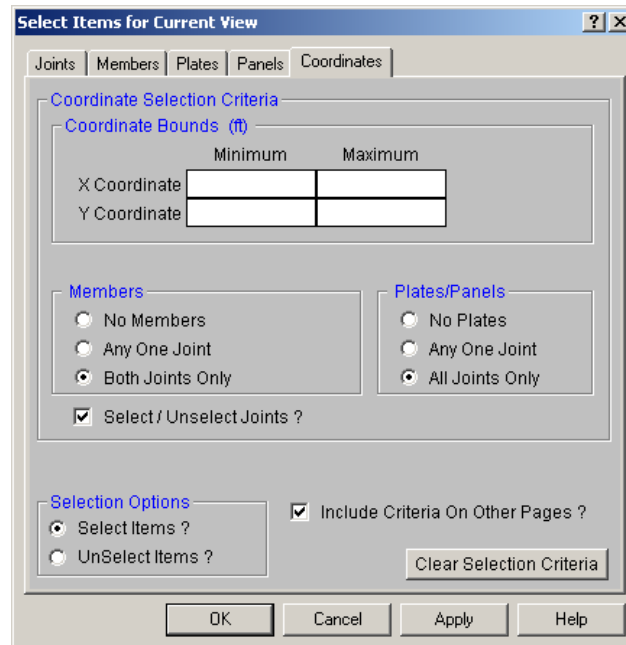 Select Items for Current View
Joints Members Plates Panels Coordinates
Coordinate Selection Criteria
Coordinate Bounds (ft)
Minimum Maximum
X Coordinate
Y Coordinate
Members
No Members
Any One Joint
Both Joints Only
Plates/Panels
No Plates
Any One Joint
All Joints Only
Select / Unselect Joints ?
Selection Options
Select Items ?
UnSelect Items ?
Include Criteria On Other Pages ?
Clear Selection Criteria
OK Cancel Apply Help